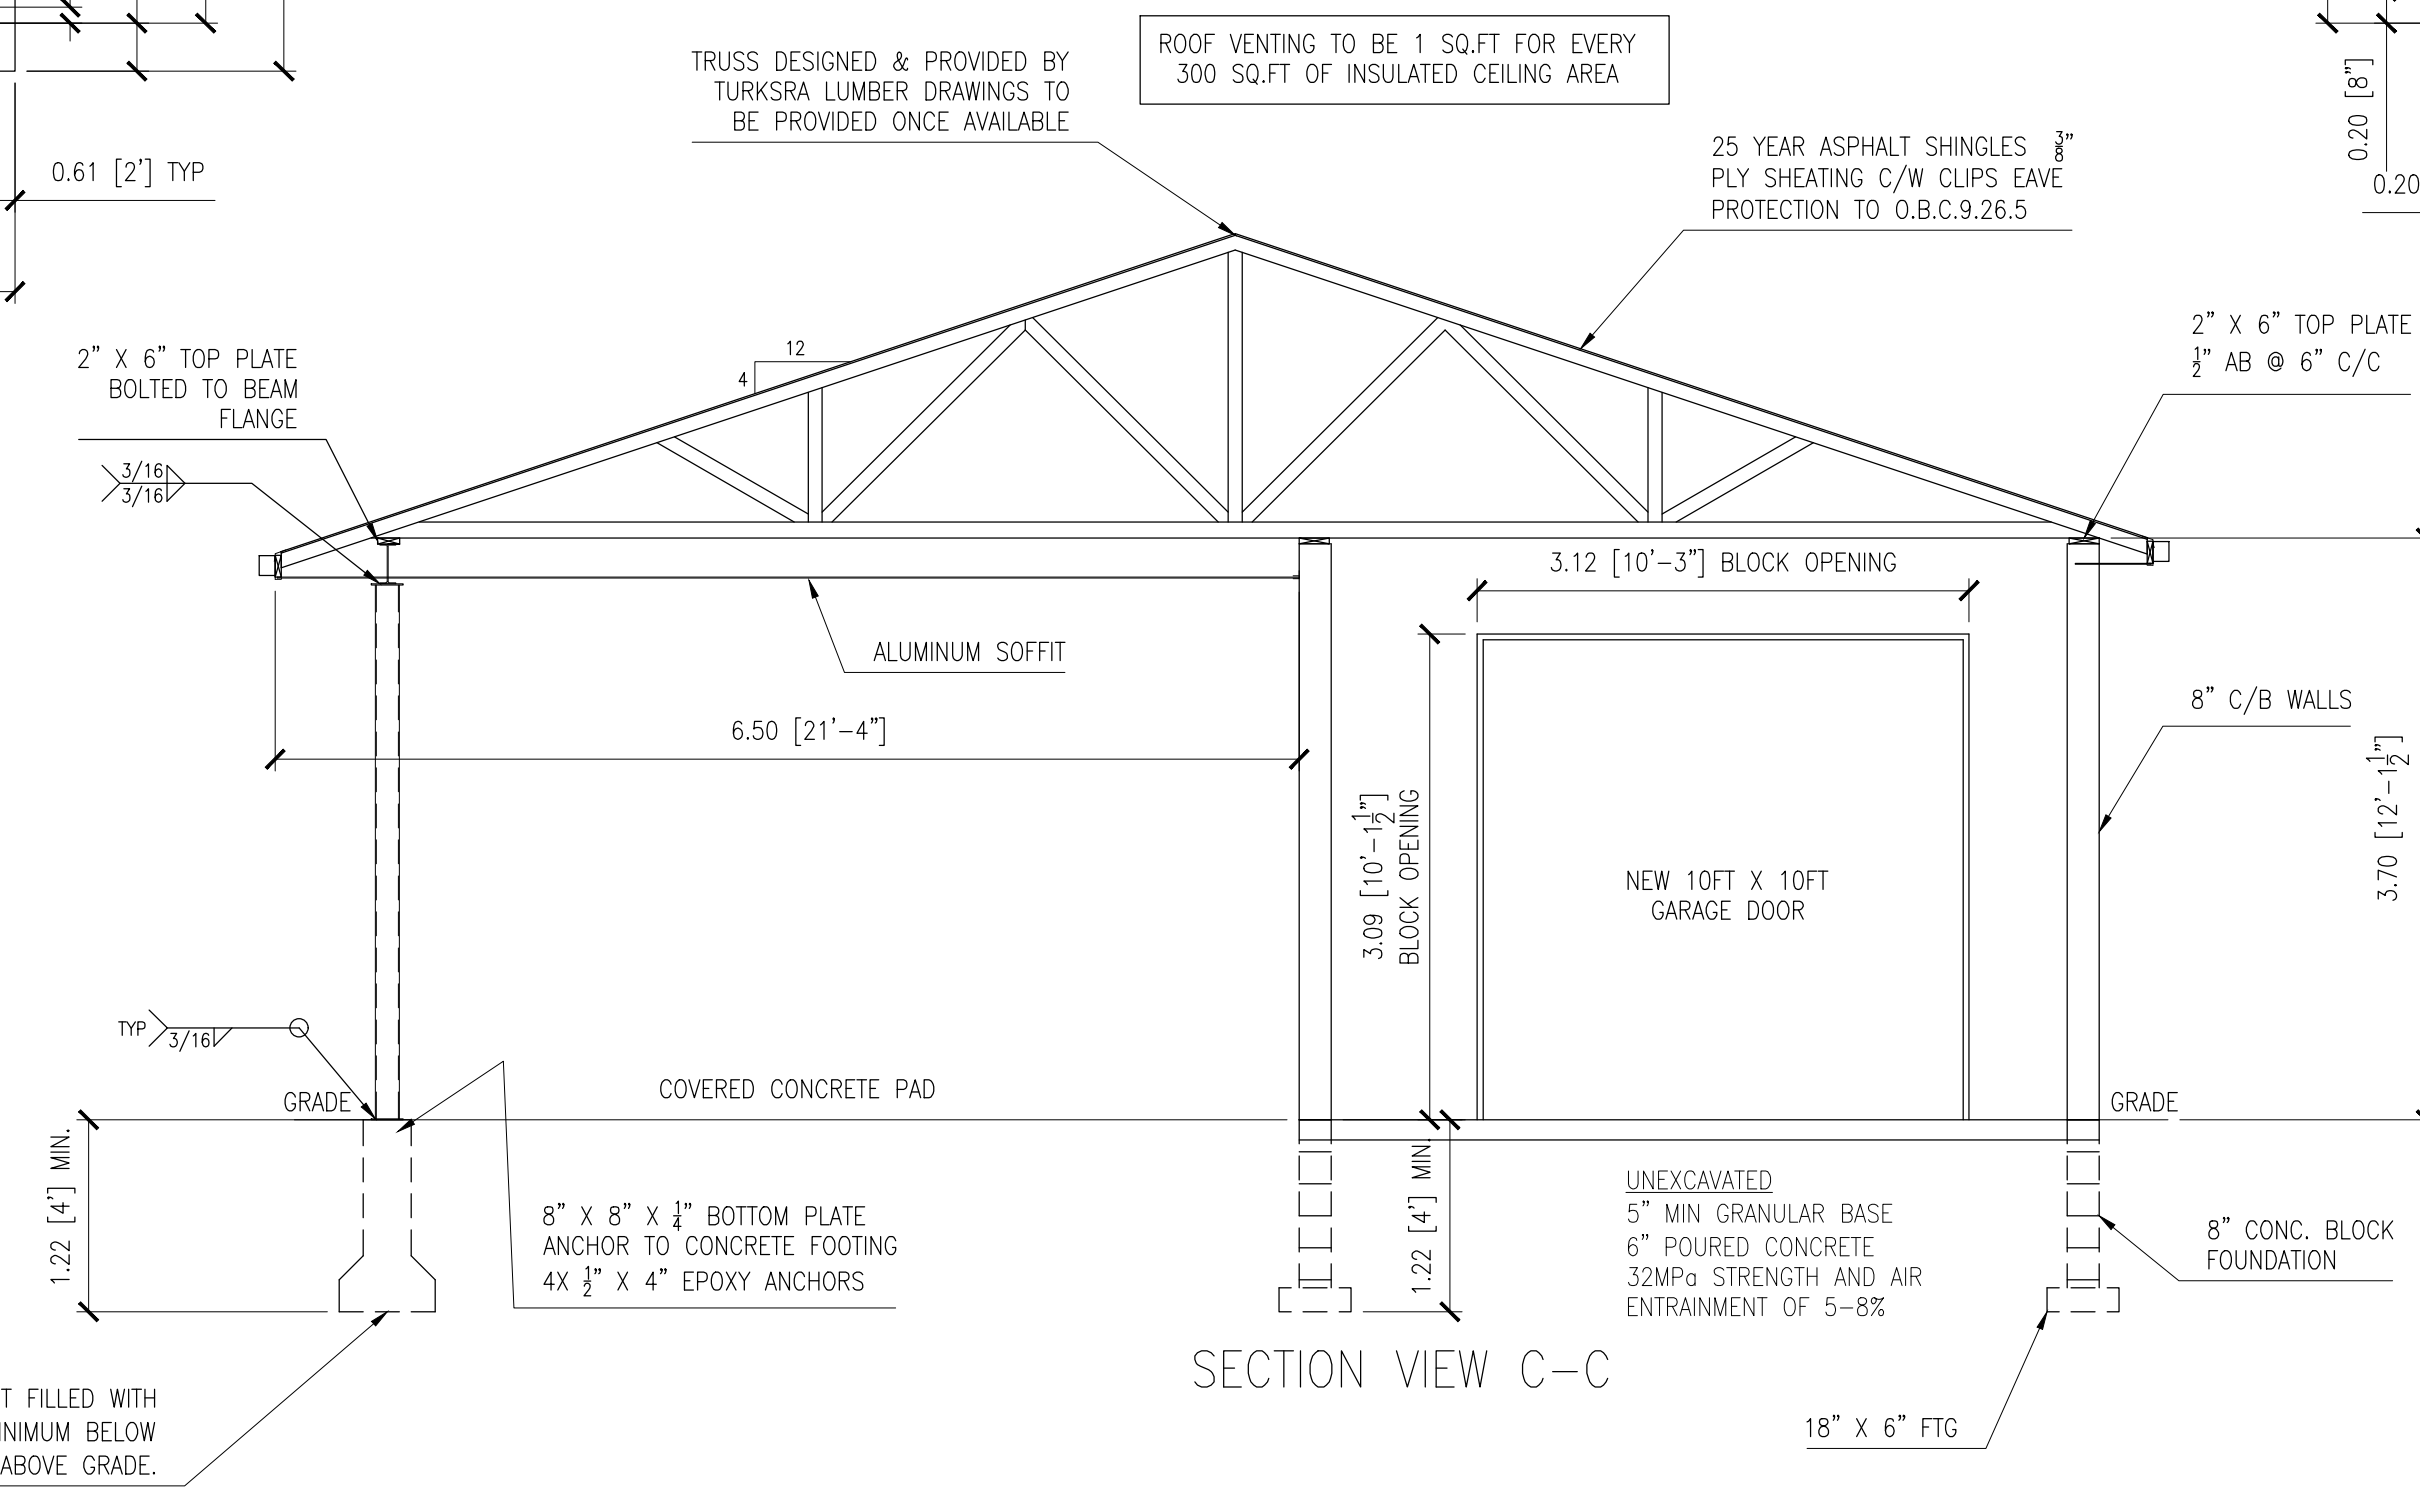 ROOF VENTING TO BE 1 SQ.FT FOR EVERY
300 SQ.FT OF INSULATED CEILING AREA
TRUSS DESIGNED & PROVIDED BY
TURKSRA LUMBER DRAWINGS TO
BE PROVIDED ONCE AVAILABLE
0.20 [8”]
0.20
25 YEAR ASPHALT SHINGLES 3/8”
PLY SHEATING C/W CLIPS EAVE
PROTECTION TO O.B.C.9.26.5
0.61 [2'] TYP
2” X 6” TOP PLATE
1/2” AB @ 6” C/C
12
4
2” X 6” TOP PLATE
BOLTED TO BEAM
FLANGE
3/16
3/16
3.12 [10'-3”] BLOCK OPENING
ALUMINUM SOFFIT
6.50 [21'-4”]
8” C/B WALLS
3.70 [12'-1 1/2”]
3.09 [10'-1 1/2”]
BLOCK OPENING
NEW 10FT X 10FT
GARAGE DOOR
TYP
3/16
GRADE
COVERED CONCRETE PAD
GRADE
1.22 [4'] MIN.
8” X 8” X 1/4” BOTTOM PLATE
ANCHOR TO CONCRETE FOOTING
4X 1/2” X 4” EPOXY ANCHORS
1.22 [4'] MIN.
UNEXCAVATED
5” MIN GRANULAR BASE
6” POURED CONCRETE
32MPa STRENGTH AND AIR
ENTRAINMENT OF 5-8%
8” CONC. BLOCK
FOUNDATION
SECTION VIEW C-C
T FILLED WITH
NIMUM BELOW
ABOVE GRADE.
18” X 6” FTG